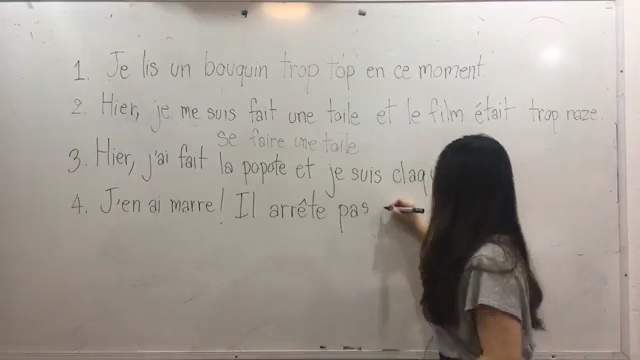 1. Je lis un bouquin trop top en ce moment
2. Hier, je me suis fait une toile et le film était trop naze.
se faire une toile
3. Hier, j'ai fait la popote et je suis
4. J'en ai marre! Il arrête pas